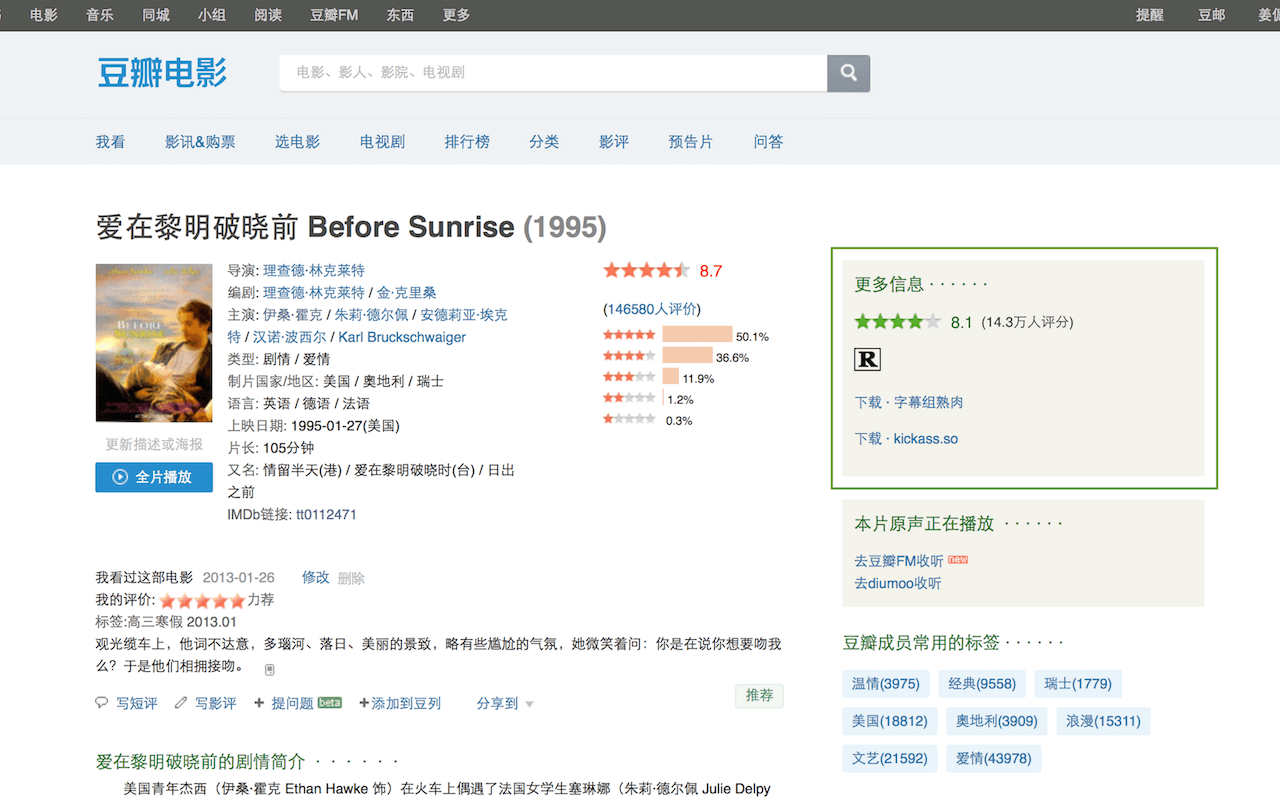 电影 音乐 同城 小组 阅读 豆瓣FM 东西 更多 提醒 豆邮
豆瓣电影
电影、影人、影院、电视剧
我看 影讯&购票 选电影 电视剧 排行榜 分类 影评 预告片 问答
爱在黎明破晓前 Before Sunrise (1995)
BEFORE
导演: 理查德·林克莱特
编剧: 理查德·林克莱特 / 金·克里桑
主演: 伊桑·霍克 / 朱莉·德尔佩 / 安德莉亚·埃克
特 / 汉诺·波西尔 / Karl Bruckschwaiger
类型: 剧情 / 爱情
制片国家/地区: 美国 / 奥地利 / 瑞士
语言: 英语 / 德语 / 法语
上映日期: 1995-01-27(美国)
片长: 105分钟
又名: 情留半天(港) / 爱在黎明破晓时(台) / 日出
之前
IMDb链接: tt0112471
更新描述或海报
全片播放
8.7
(146580人评价)
50.1%
36.6%
11.9%
1.2%
0.3%
我看过这部电影 2013-01-26 修改 删除
我的评价: 力荐
标签:高三寒假 2013.01
观光缆车上，他词不达意，多瑙河、落日、美丽的景致，略有些尴尬的气氛，她微笑着问：你是在说你想要吻我
么？于是他们相拥接吻。
写短评 写影评 + 提问题 beta +添加到豆列 分享到 推荐
爱在黎明破晓前的剧情简介 · · · · · ·
美国青年杰西（伊桑·霍克 Ethan Hawke 饰）在火车上偶遇了法国女学生塞琳娜（朱莉·德尔佩 Julie Delpy
更多信息 · · · · · ·
8.1 (14.3万人评分)
R
下载 · 字幕组熟肉
下载 · kickass.so
本片原声正在播放 · · · · · ·
去豆瓣FM收听 new
去diumoo收听
豆瓣成员常用的标签 · · · · · ·
温情(3975) 经典(9558) 瑞士(1779)
美国(18812) 奥地利(3909) 浪漫(15311)
文艺(21592) 爱情(43978)